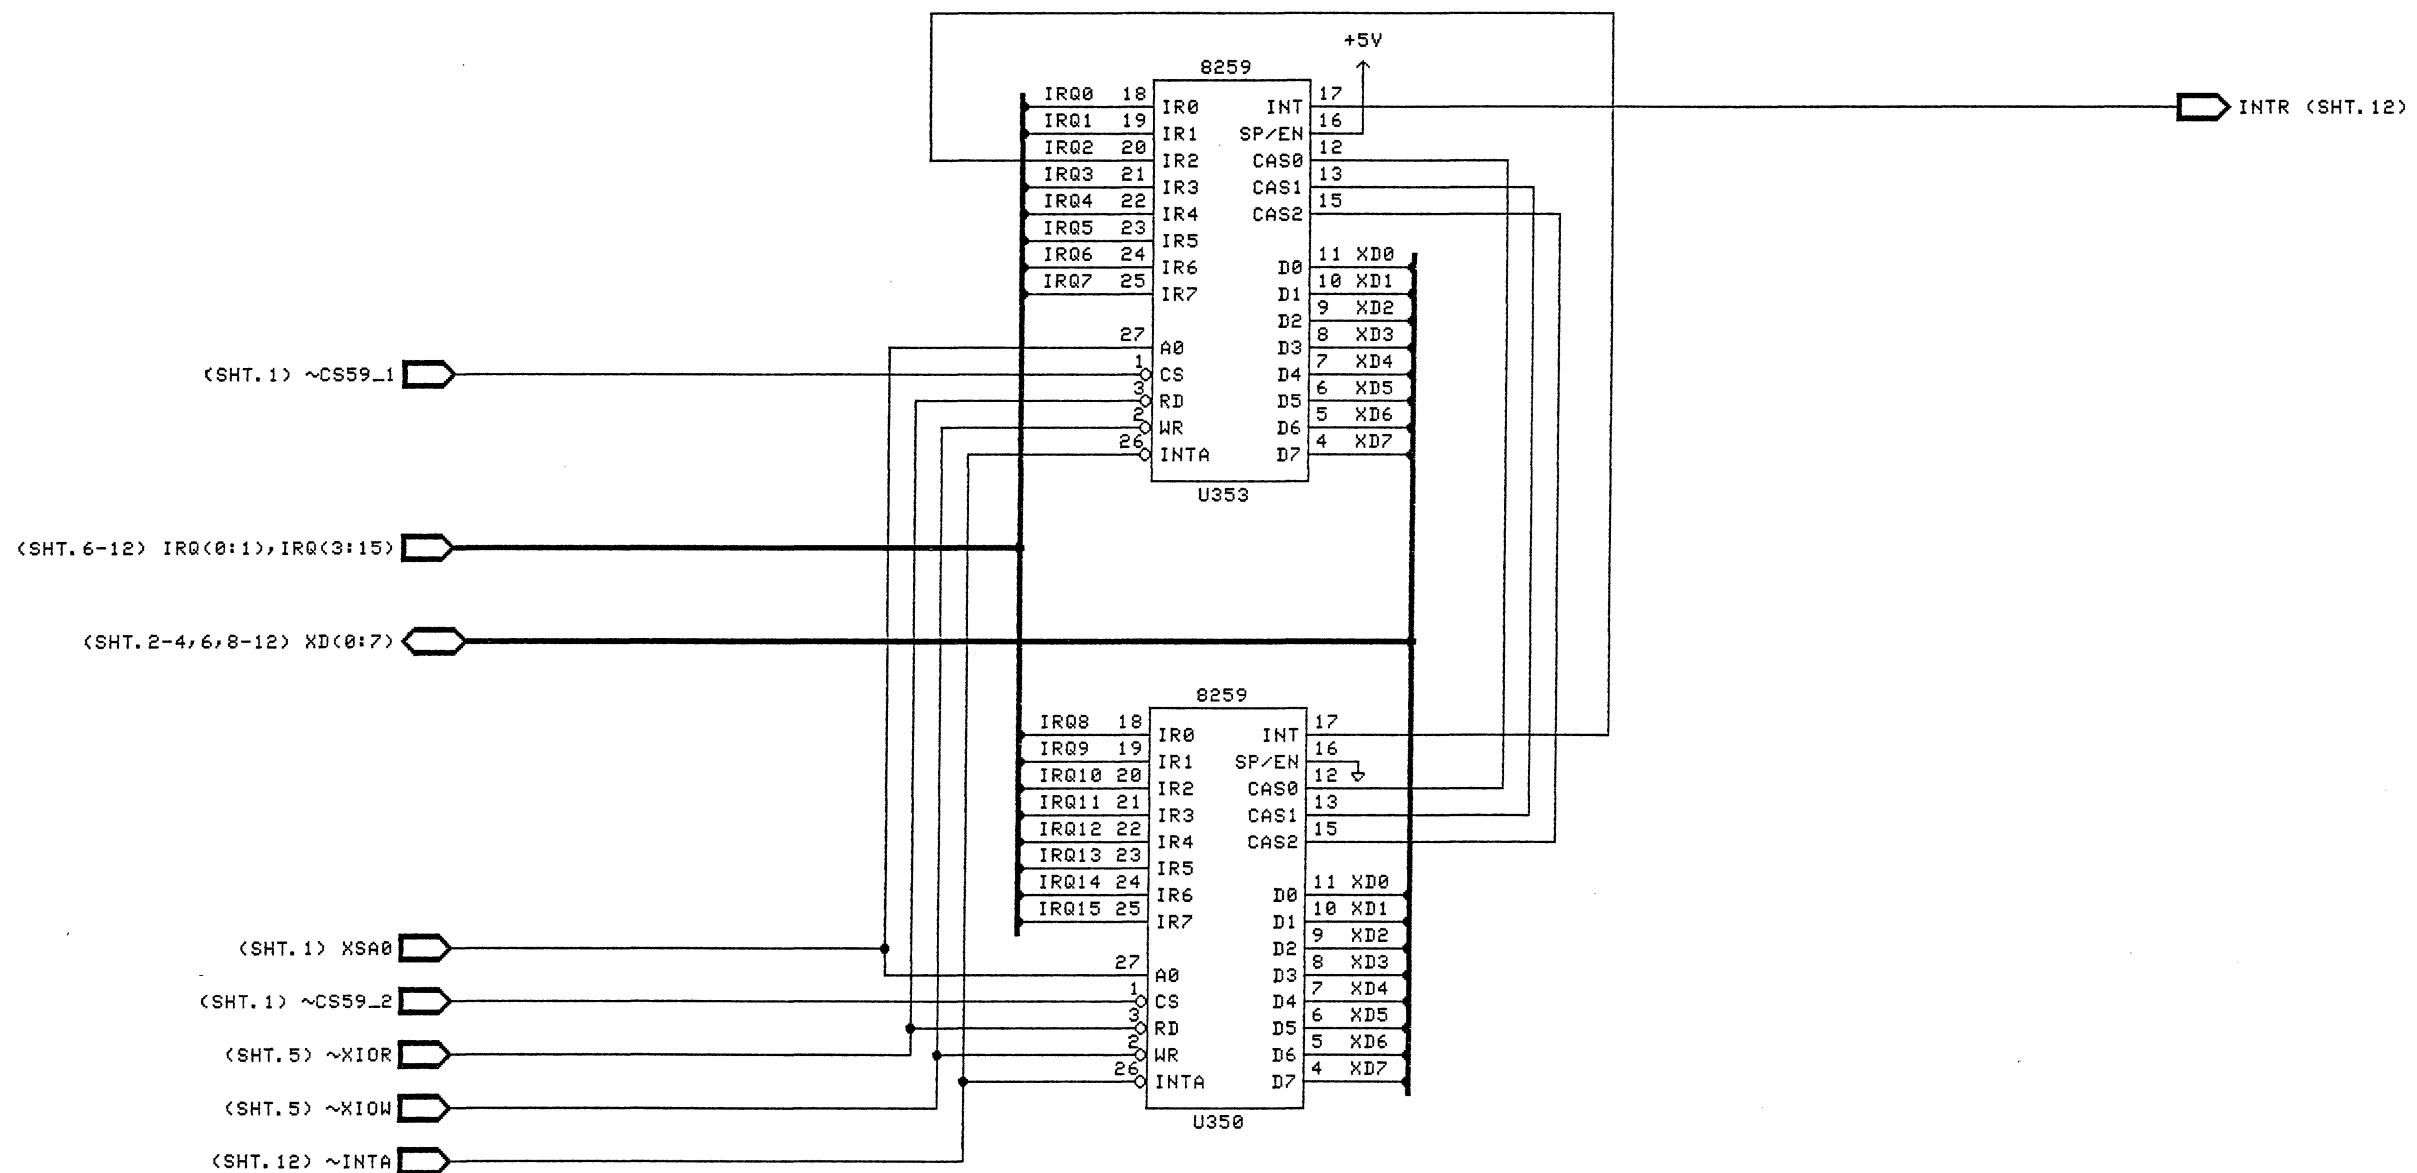 +5V
8259
IRQ0 18 IR0 INT 17
INTR (SHT.12)
IRQ1 19 IR1 SP/EN 16
IRQ2 20 IR2 CAS0 12
IRQ3 21 IR3 CAS1 13
IRQ4 22 IR4 CAS2 15
IRQ5 23 IR5
IRQ6 24 IR6 D0 11 XD0
IRQ7 25 IR7 D1 10 XD1
D2 9 XD2
27 A0 D3 8 XD3
(SHT.1) ~CS59_1
1 CS D4 7 XD4
3 RD D5 6 XD5
2 WR D6 5 XD6
26 INTA D7 4 XD7
U353
(SHT.6-12) IRQ(0:1),IRQ(3:15)
(SHT.2-4,6,8-12) XD(0:7)
8259
IRQ8 18 IR0 INT 17
IRQ9 19 IR1 SP/EN 16
IRQ10 20 IR2 CAS0 12
IRQ11 21 IR3 CAS1 13
IRQ12 22 IR4 CAS2 15
IRQ13 23 IR5
IRQ14 24 IR6 D0 11 XD0
IRQ15 25 IR7 D1 10 XD1
(SHT.1) XSA0
D2 9 XD2
27 A0 D3 8 XD3
(SHT.1) ~CS59_2
1 CS D4 7 XD4
3 RD D5 6 XD5
(SHT.5) ~XIOR
2 WR D6 5 XD6
26 INTA D7 4 XD7
(SHT.5) ~XIOW
U350
(SHT.12) ~INTA